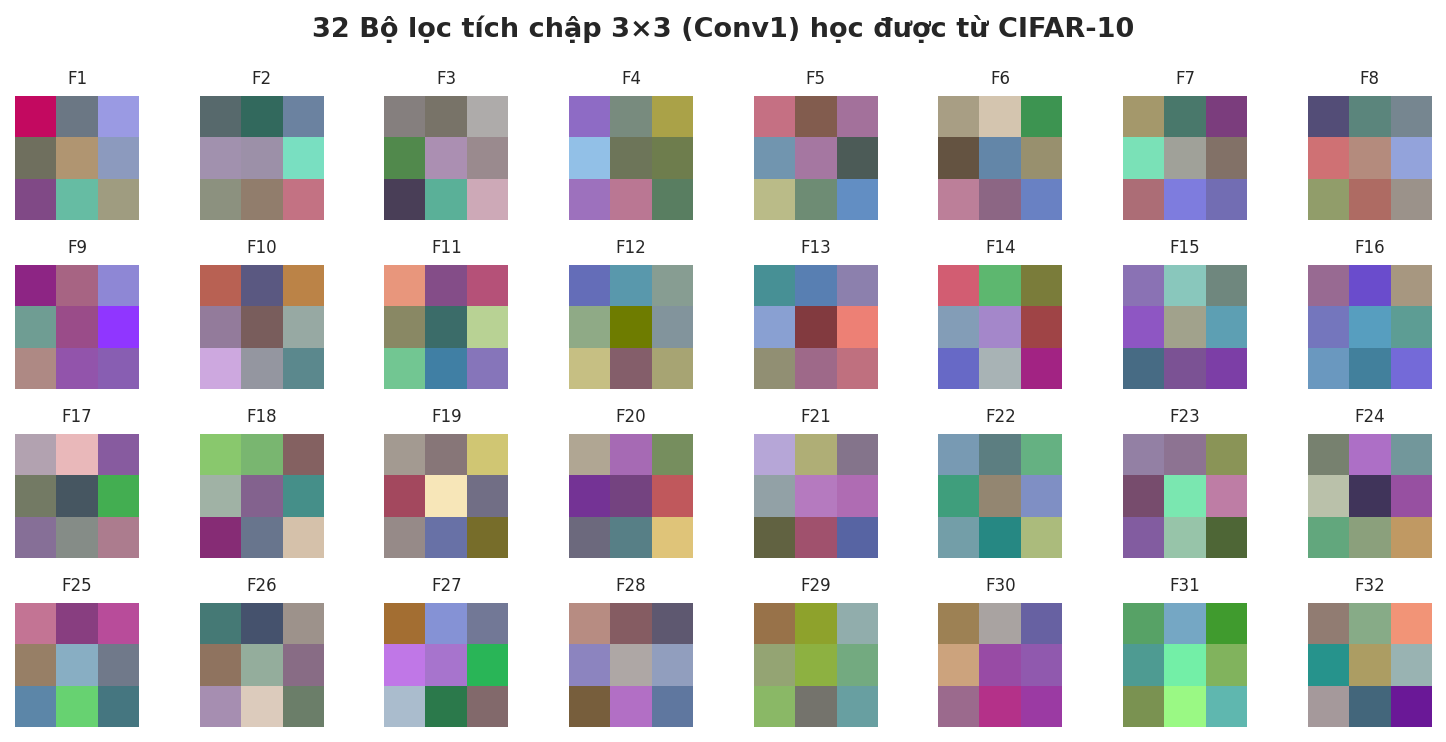 32 Bộ lọc tích chập 3×3 (Conv1) học được từ CIFAR-10
F1 F2 F3 F4 F5 F6 F7 F8
F9 F10 F11 F12 F13 F14 F15 F16
F17 F18 F19 F20 F21 F22 F23 F24
F25 F26 F27 F28 F29 F30 F31 F32